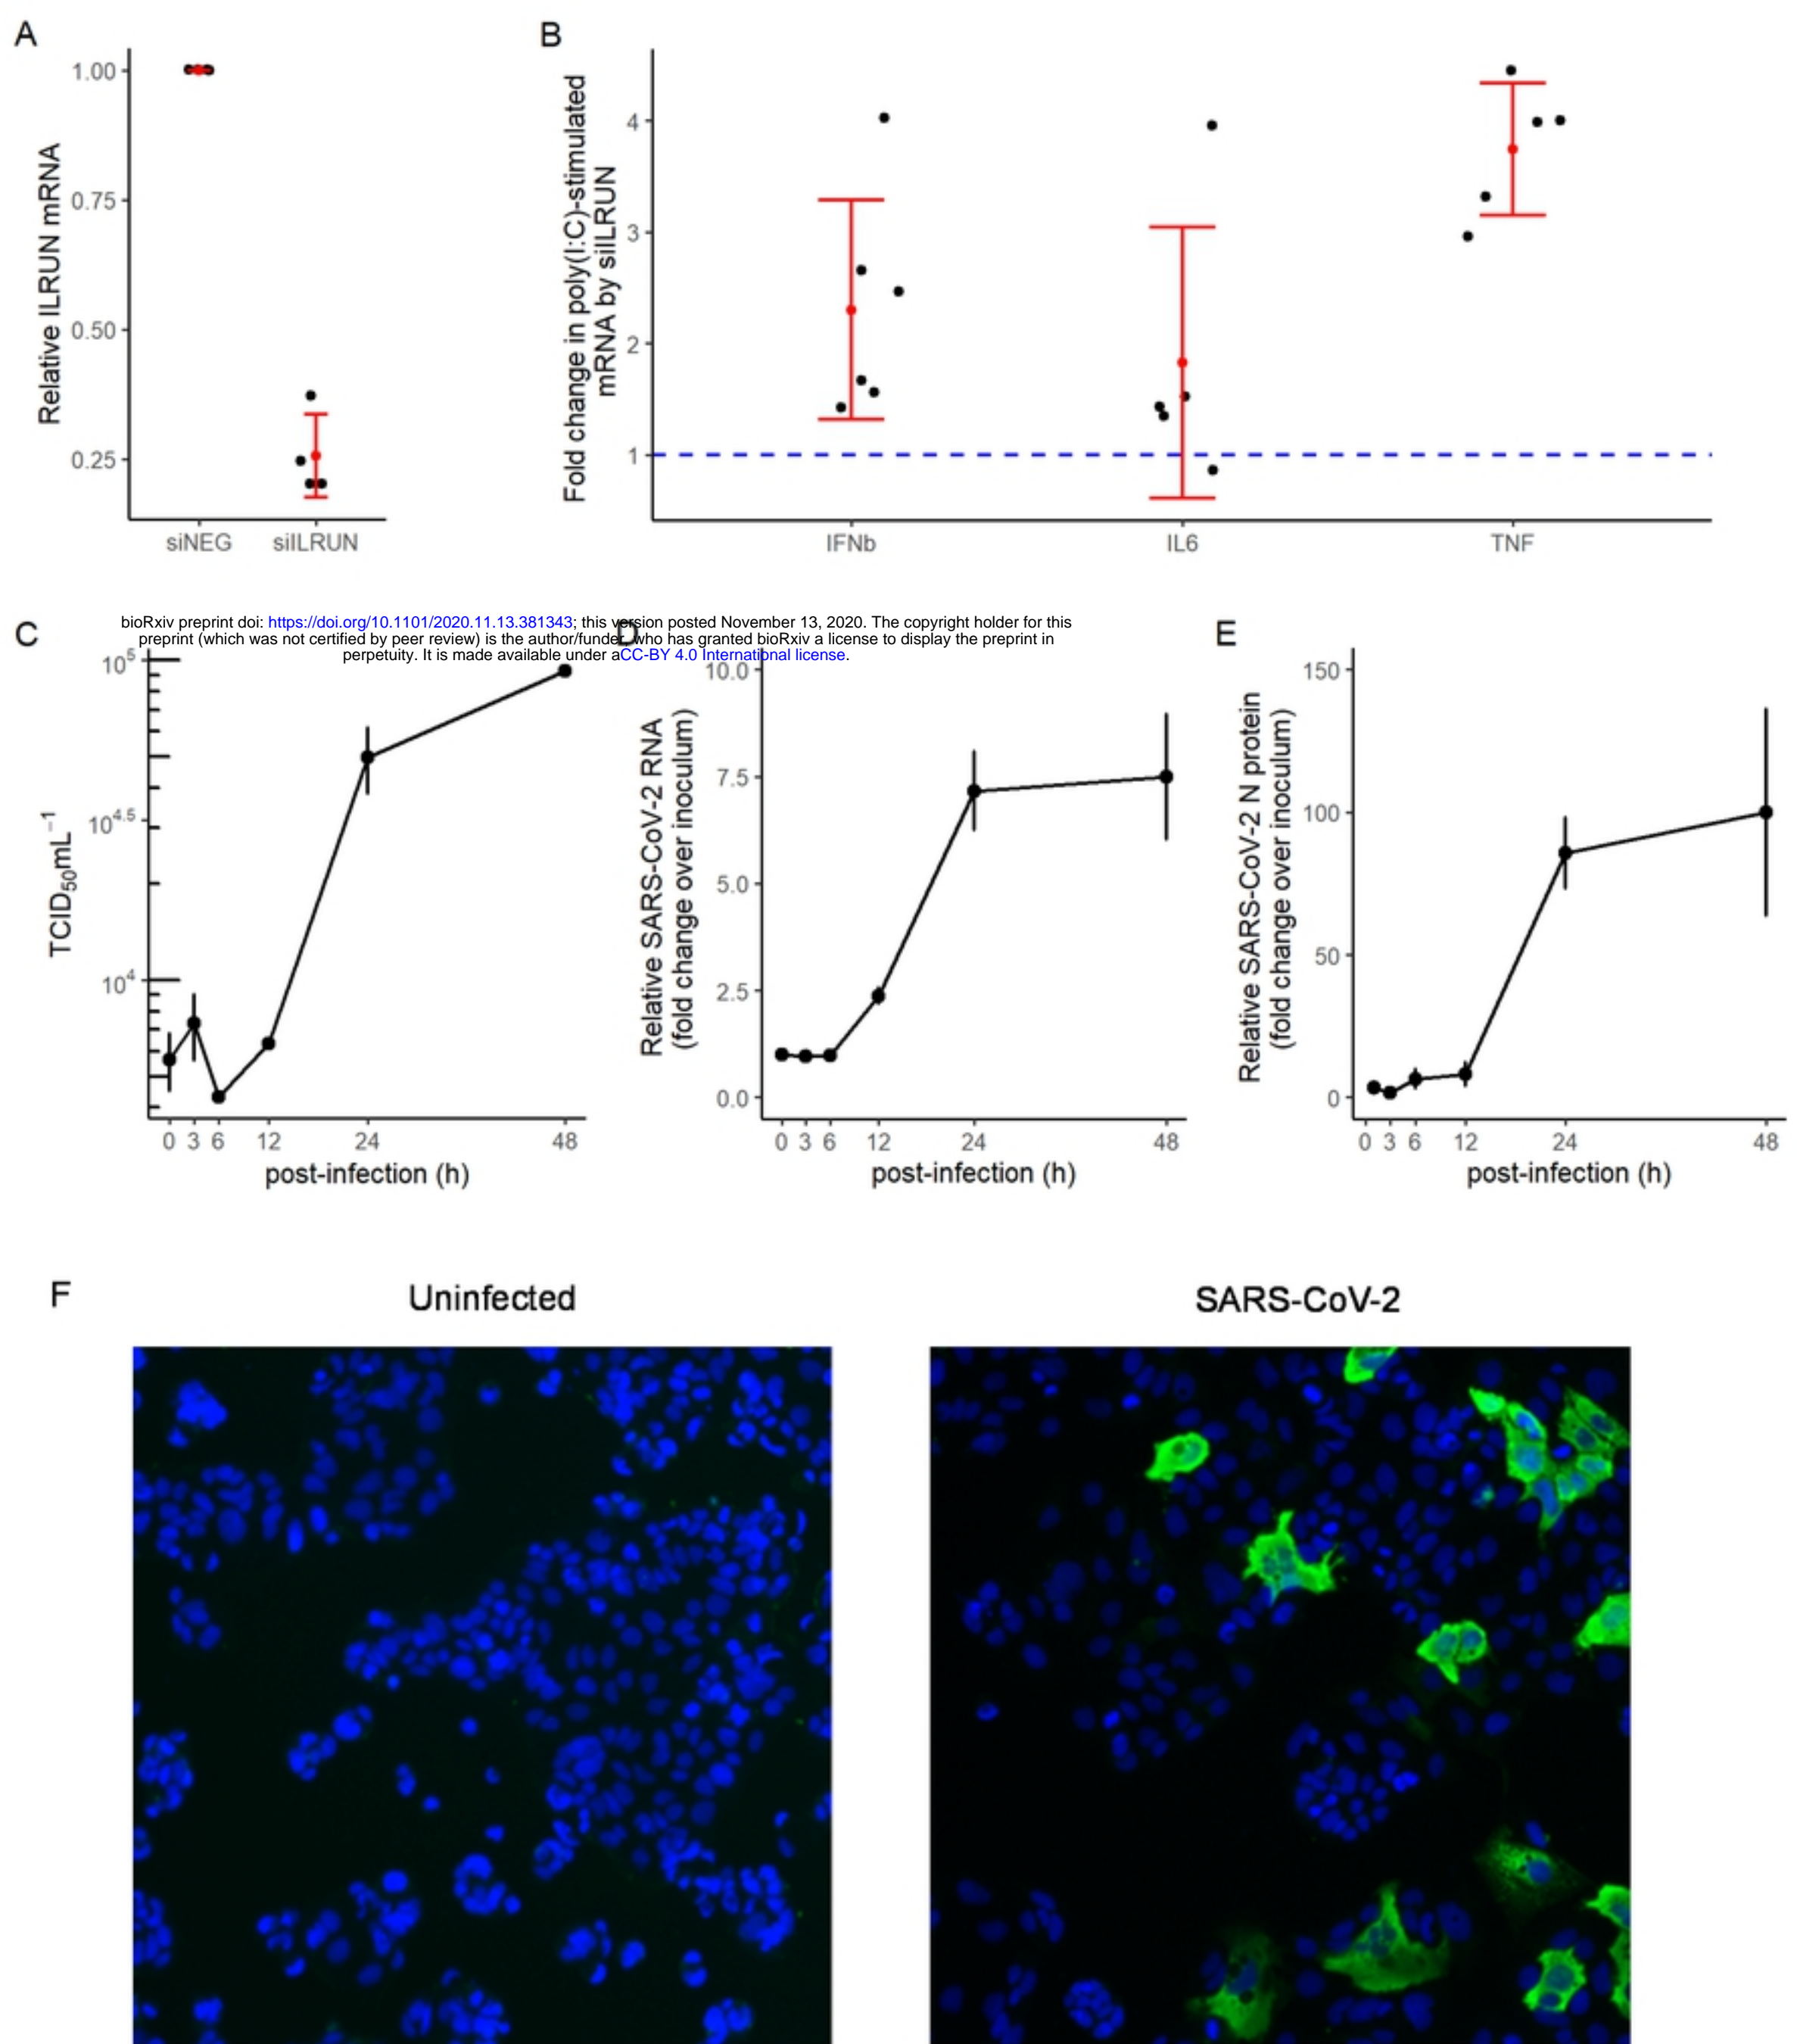 A
Relative ILRUN mRNA
1.00
0.75
0.50
0.25
siNEG siILRUN
B
Fold change in poly(I:C)-stimulated
mRNA by siILRUN
4
3
2
1
IFNb IL6 TNF
bioRxiv preprint doi: https://doi.org/10.1101/2020.11.13.381343; this version posted November 13, 2020. The copyright holder for this
preprint (which was not certified by peer review) is the author/funder, who has granted bioRxiv a license to display the preprint in
perpetuity. It is made available under aCC-BY 4.0 International license.
C
TCID₅₀mL⁻¹
10⁵
10⁴·⁵
10⁴
0 3 6 12 24 48
post-infection (h)
D
Relative SARS-CoV-2 RNA
(fold change over inoculum)
10.0
7.5
5.0
2.5
0.0
0 3 6 12 24 48
post-infection (h)
E
Relative SARS-CoV-2 N protein
(fold change over inoculum)
150
100
50
0
0 3 6 12 24 48
post-infection (h)
F
Uninfected
SARS-CoV-2